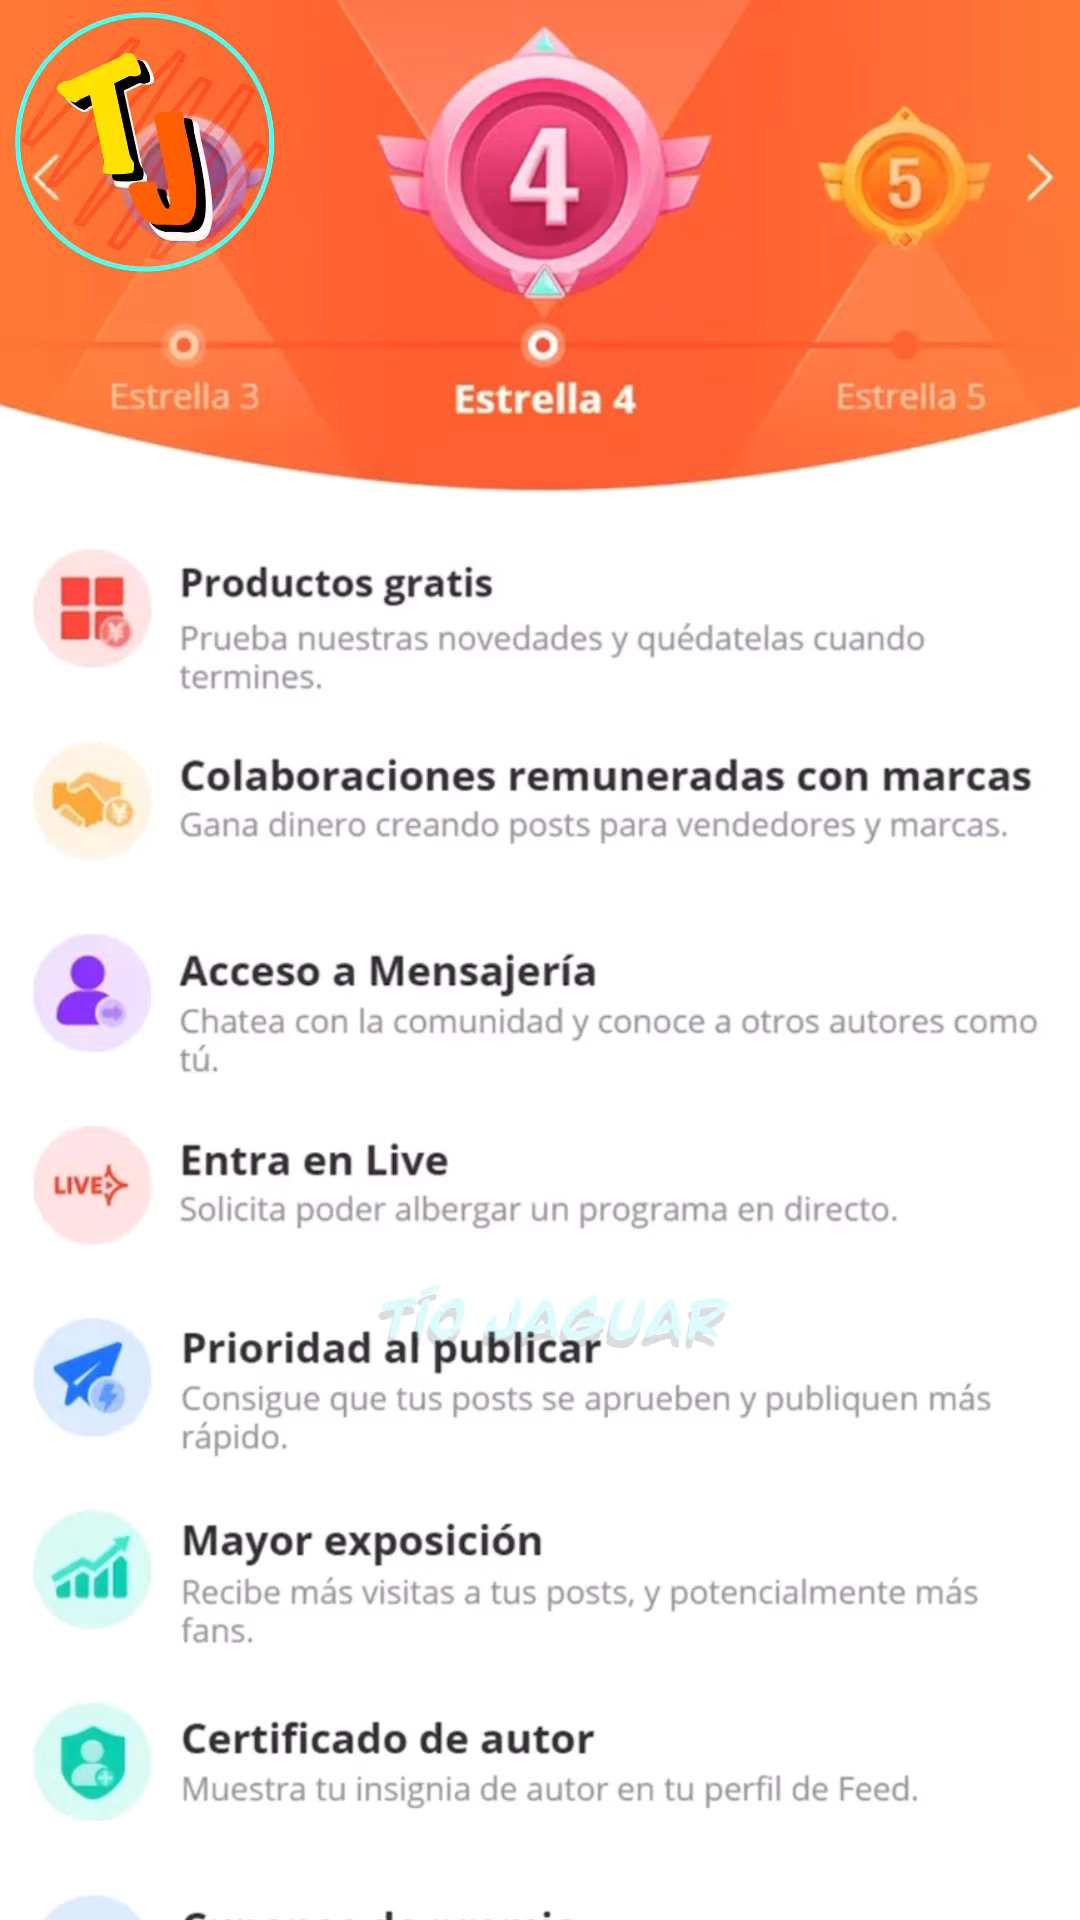 TJ
4
5
Estrella 3
Estrella 4
Estrella 5
Productos gratis
Prueba nuestras novedades y quédatelas cuando
termines.
Colaboraciones remuneradas con marcas
Gana dinero creando posts para vendedores y marcas.
Acceso a Mensajería
Chatea con la comunidad y conoce a otros autores como
tú.
Entra en Live
LIVE
Solicita poder albergar un programa en directo.
TÍO JAGUAR
Prioridad al publicar
Consigue que tus posts se aprueben y publiquen más
rápido.
Mayor exposición
Recibe más visitas a tus posts, y potencialmente más
fans.
Certificado de autor
Muestra tu insignia de autor en tu perfil de Feed.